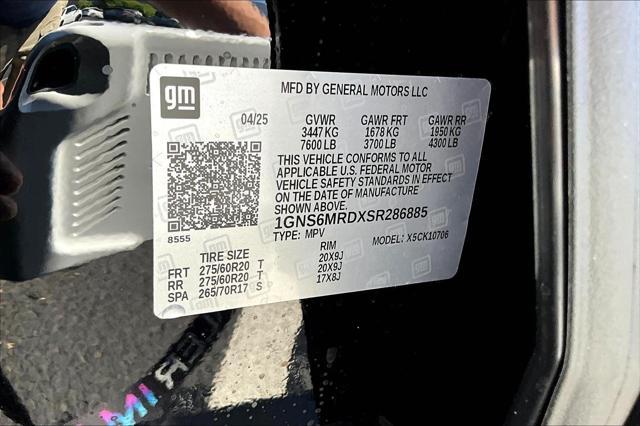 gm
MFD BY GENERAL MOTORS LLC
04/25 GVWR GAWR FRT GAWR RR
3447 KG 1678 KG 1950 KG
7600 LB 3700 LB 4300 LB
THIS VEHICLE CONFORMS TO ALL
APPLICABLE U.S. FEDERAL MOTOR
VEHICLE SAFETY STANDARDS IN EFFECT
ON THE DATE OF MANUFACTURE
SHOWN ABOVE
1GNS6MRDXSR286885
8555
TYPE: MPV MODEL: X5CK10706
TIRE SIZE RIM
FRT 275/60R20 T 20X9J
RR 275/60R20 T 20X9J
SPA 265/70R17 S 17X8J